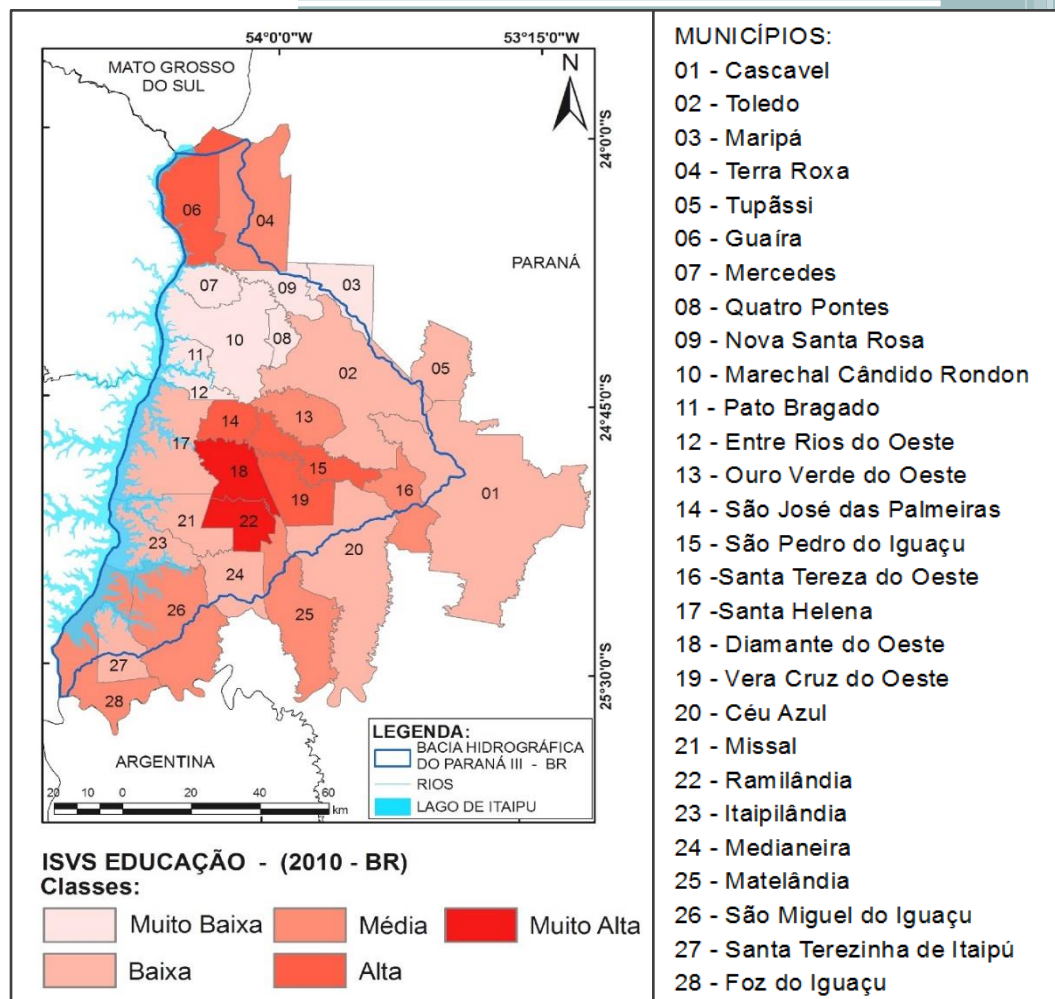 54°0'0"W
53°15'0"W
MATO GROSSO
DO SUL
N
24°0'0"S
06
04
PARANÁ
07
09
03
10
08
11
02
05
12
24°45'0"S
14
13
17
18
15
19
16
01
21
22
23
20
24
26
25
27
25°30'0"S
28
ARGENTINA
LEGENDA:
BACIA HIDROGRÁFICA
DO PARANÁ III - BR
RIOS
LAGO DE ITAIPU
20 10 0 20 40 60
km
ISVS EDUCAÇÃO - (2010 - BR)
Classes:
Muito Baixa
Média
Muito Alta
Baixa
Alta
MUNICÍPIOS:
01 - Cascavel
02 - Toledo
03 - Maripá
04 - Terra Roxa
05 - Tupãssi
06 - Guaíra
07 - Mercedes
08 - Quatro Pontes
09 - Nova Santa Rosa
10 - Marechal Cândido Rondon
11 - Pato Bragado
12 - Entre Rios do Oeste
13 - Ouro Verde do Oeste
14 - São José das Palmeiras
15 - São Pedro do Iguaçu
16 -Santa Tereza do Oeste
17 -Santa Helena
18 - Diamante do Oeste
19 - Vera Cruz do Oeste
20 - Céu Azul
21 - Missal
22 - Ramilândia
23 - Itaipilândia
24 - Medianeira
25 - Matelândia
26 - São Miguel do Iguaçu
27 - Santa Terezinha de Itaipú
28 - Foz do Iguaçu